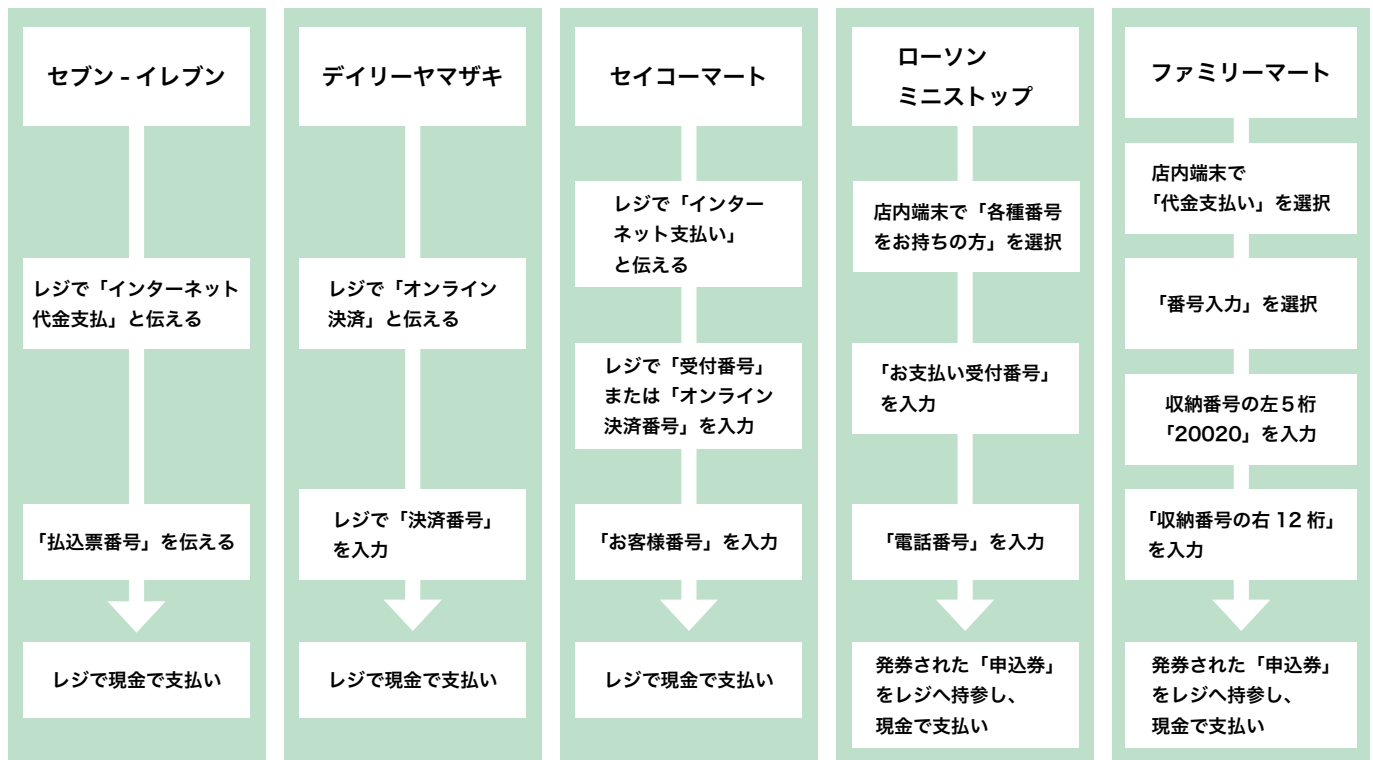 セブン - イレブン
レジで「インターネット
代金支払」と伝える
「払込票番号」を伝える
レジで現金で支払い
デイリーヤマザキ
レジで「オンライン
決済」と伝える
レジで「決済番号」
を入力
レジで現金で支払い
セイコーマート
レジで「インター
ネット支払い」
と伝える
レジで「受付番号」
または「オンライン
決済番号」を入力
「お客様番号」を入力
レジで現金で支払い
ローソン
ミニストップ
店内端末で「各種番号
をお持ちの方」を選択
「お支払い受付番号」
を入力
「電話番号」を入力
発券された「申込券」
をレジへ持参し、
現金で支払い
ファミリーマート
店内端末で
「代金支払い」を選択
「番号入力」を選択
収納番号の左５桁
「20020」を入力
「収納番号の右 12 桁」
を入力
発券された「申込券」
をレジへ持参し、
現金で支払い